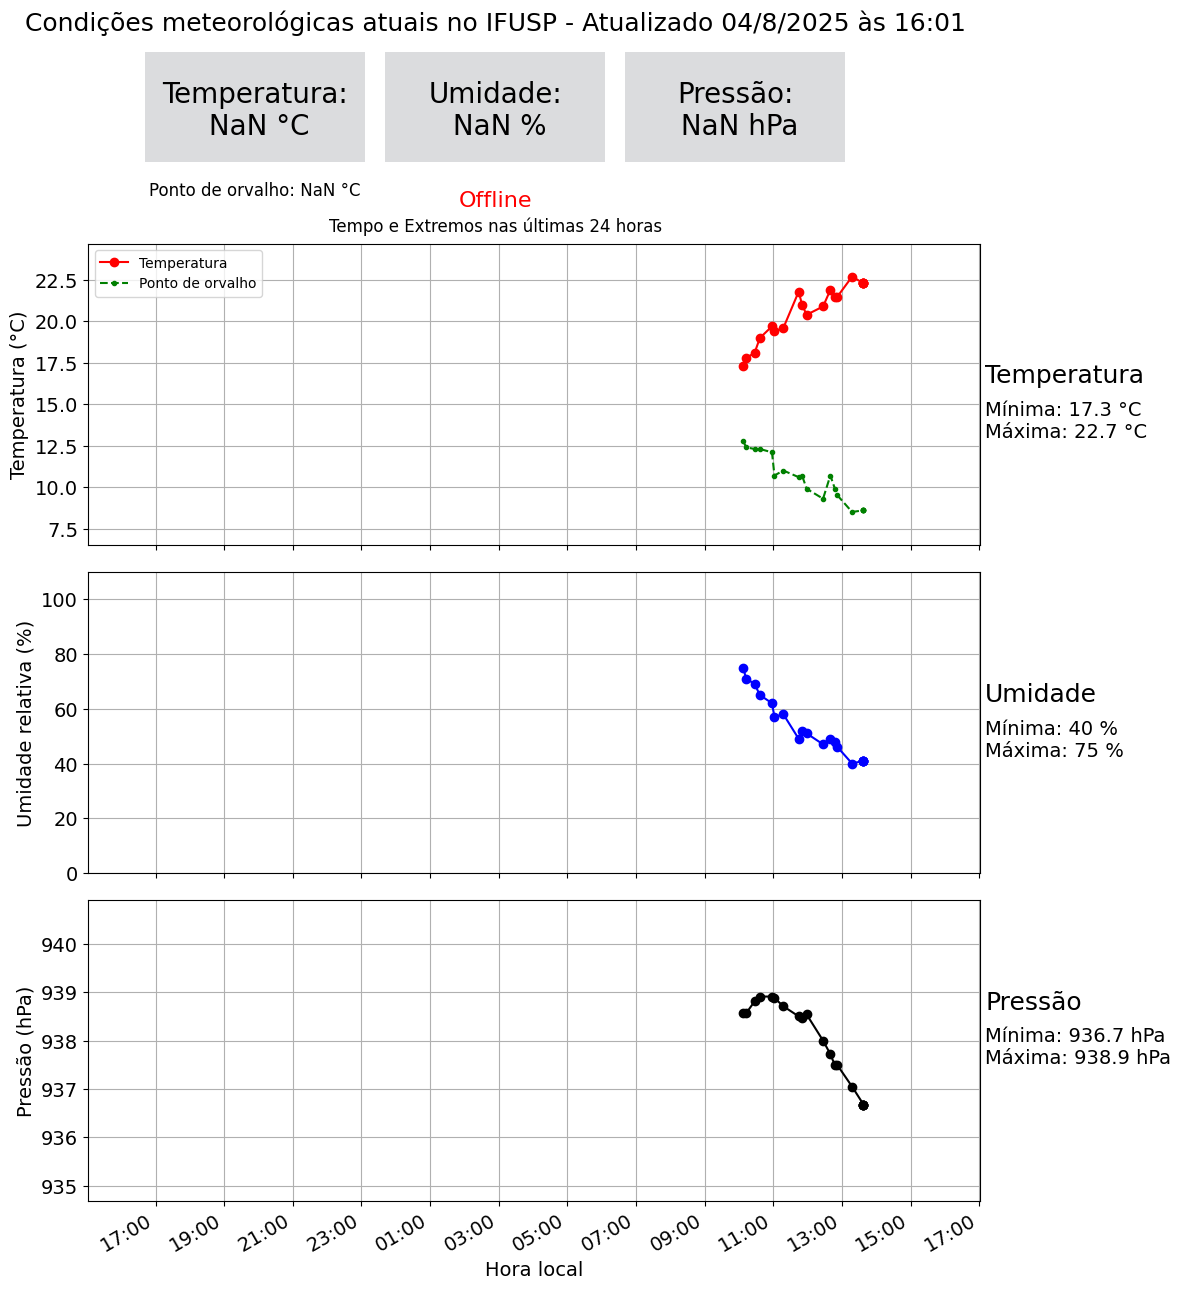 Condições meteorológicas atuais no IFUSP - Atualizado 04/8/2025 às 16:01
Temperatura:
NaN °C
Umidade:
NaN %
Pressão:
NaN hPa
Ponto de orvalho: NaN °C
Offline
Tempo e Extremos nas últimas 24 horas
Temperatura
Ponto de orvalho
Temperatura (°C)
22.5
20.0
17.5
15.0
12.5
10.0
7.5
Temperatura
Mínima: 17.3 °C
Máxima: 22.7 °C
Umidade relativa (%)
100
80
60
40
20
0
Umidade
Mínima: 40 %
Máxima: 75 %
Pressão (hPa)
940
939
938
937
936
935
Pressão
Mínima: 936.7 hPa
Máxima: 938.9 hPa
17:00
19:00
21:00
23:00
01:00
03:00
05:00
07:00
09:00
11:00
13:00
15:00
17:00
Hora local